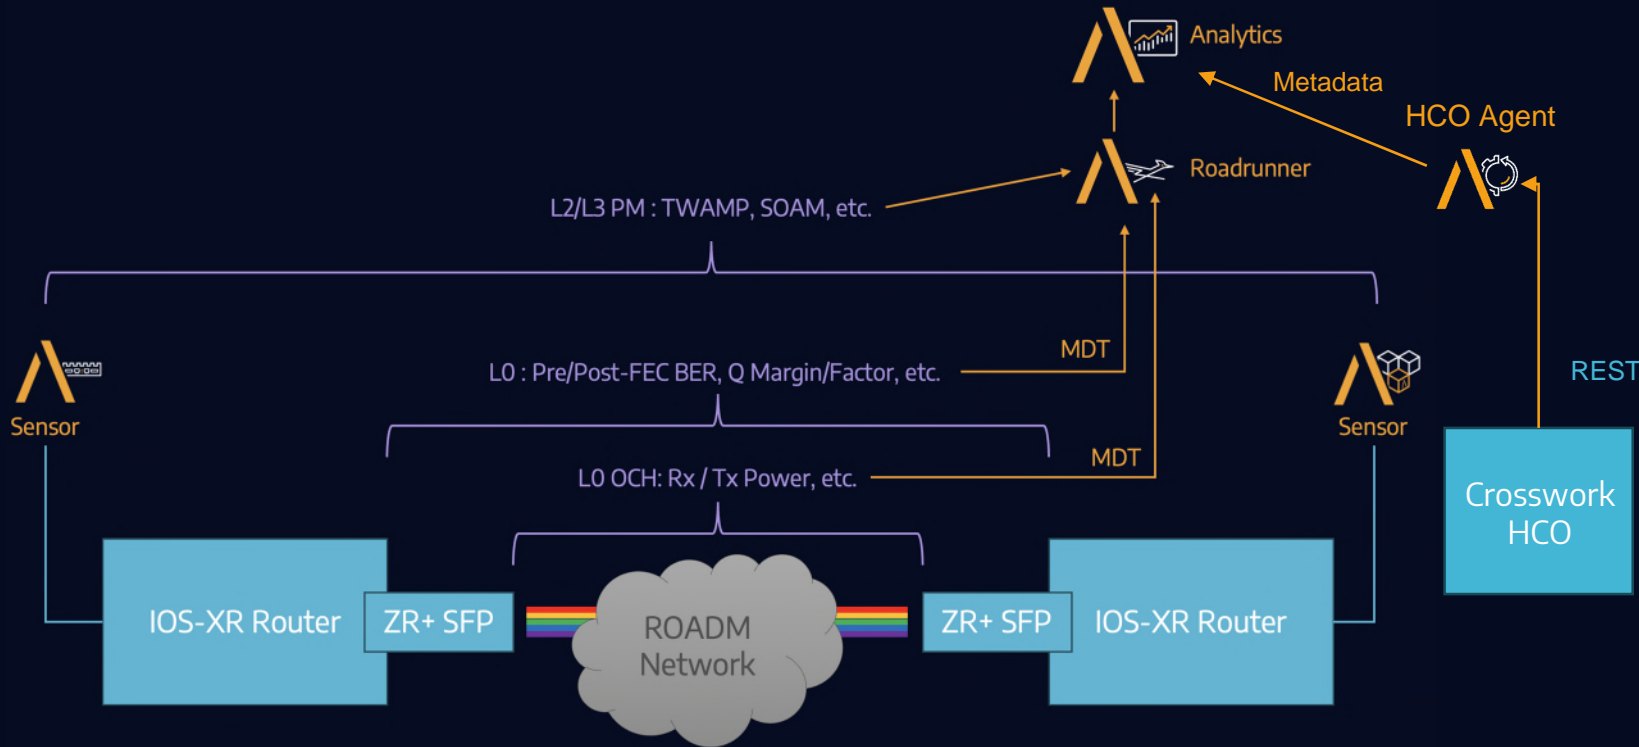 Analytics
Metadata
HCO Agent
Roadrunner
L2/L3 PM : TWAMP, SOAM, etc.
MDT
L0 : Pre/Post-FEC BER, Q Margin/Factor, etc.
REST
Sensor
Sensor
MDT
L0 OCH: Rx / Tx Power, etc.
Crosswork
HCO
IOS-XR Router
ZR+ SFP
ROADM
Network
ZR+ SFP
IOS-XR Router